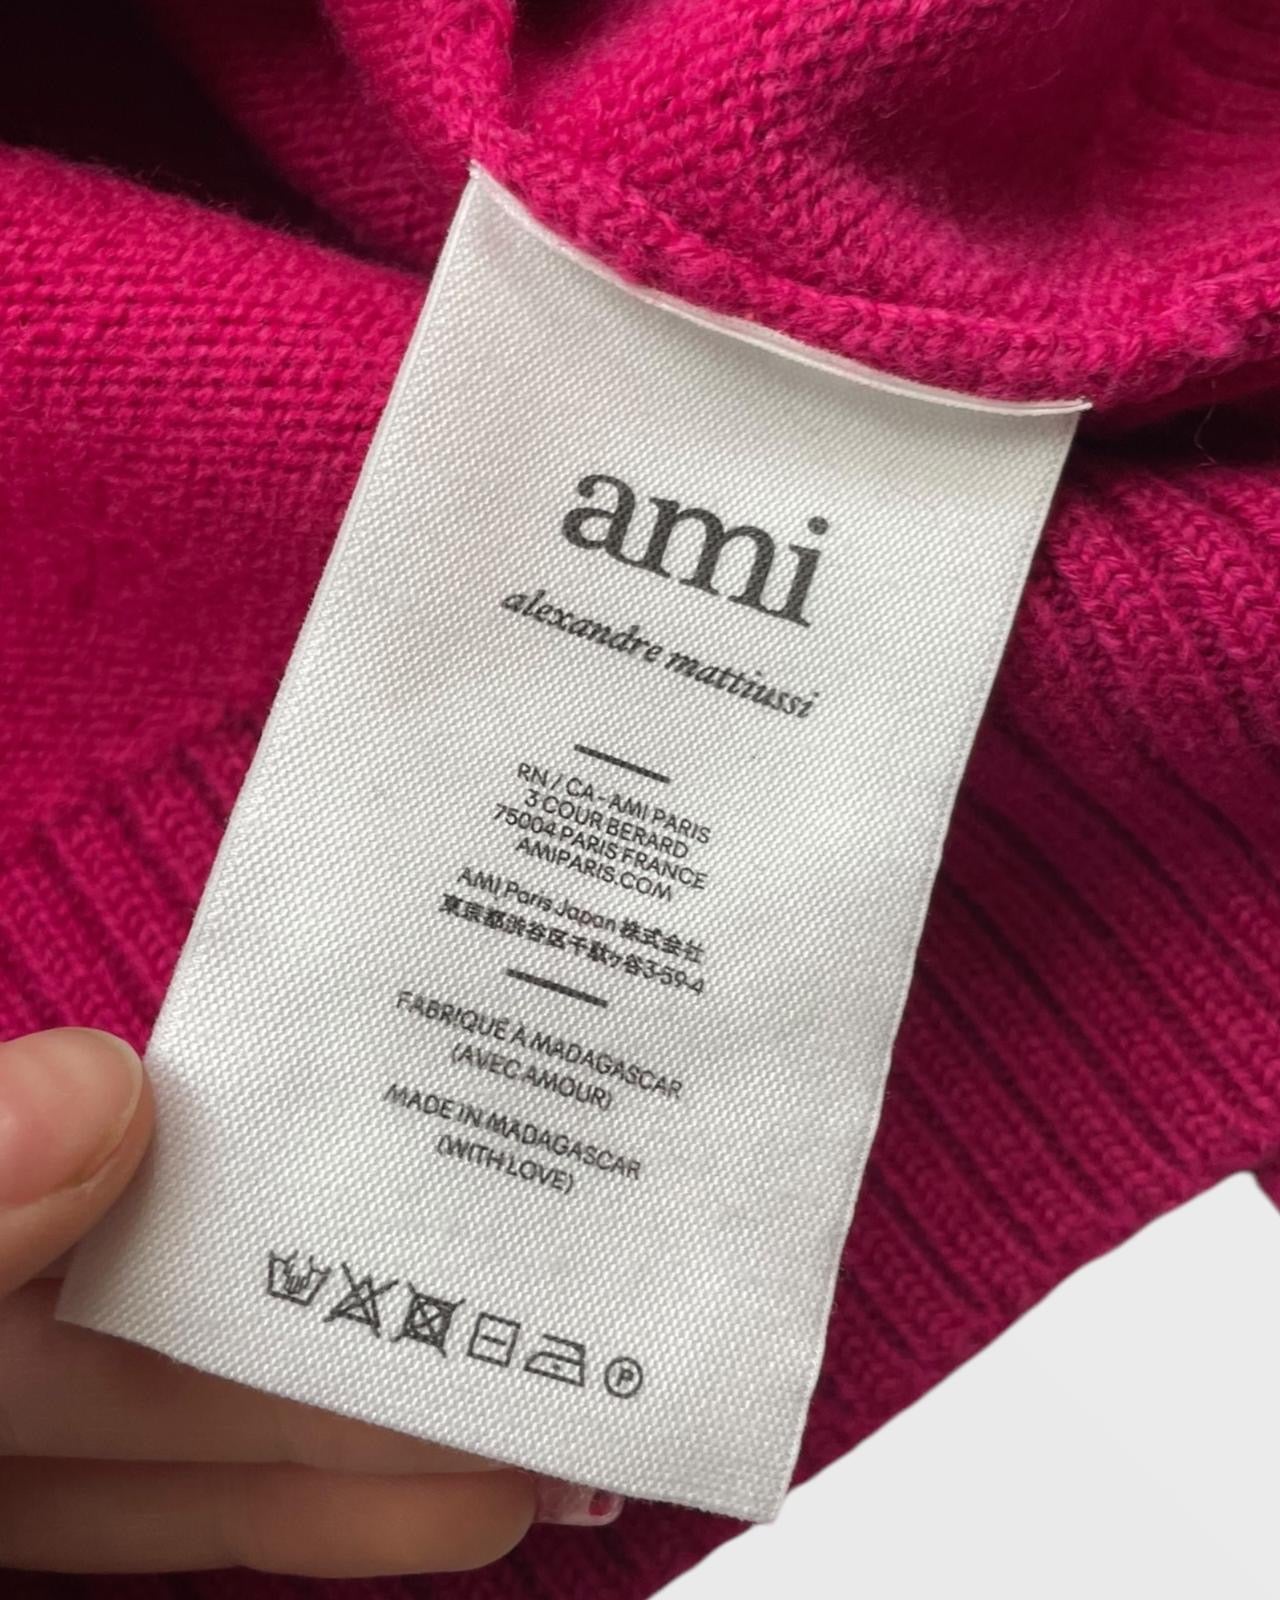 ami
alexandre mattiussi
RN / CA - AMI PARIS
3 COUR BERARD
75004 PARIS FRANCE
AMIPARIS.COM
AMI Paris Japan 株式会社
東京都渋谷区千駄ヶ谷3-59-4
FABRIQUÉ À MADAGASCAR
(AVEC AMOUR)
MADE IN MADAGASCAR
(WITH LOVE)
P